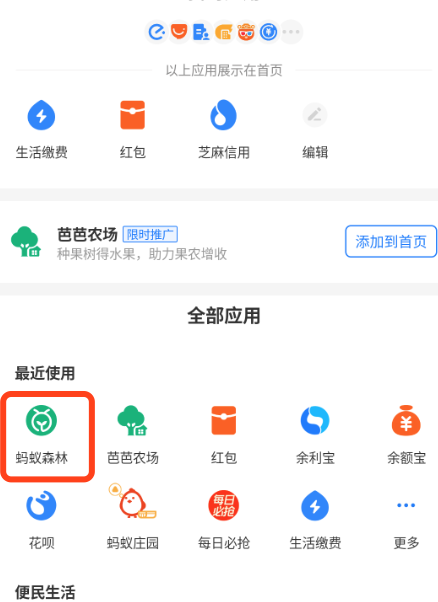 以上应用展示在首页
生活缴费 红包 芝麻信用 编辑
芭芭农场 限时推广
种果树得水果，助力果农增收
添加到首页
全部应用
最近使用
蚂蚁森林 芭芭农场 红包 余利宝 余额宝
每日必抢
花呗 蚂蚁庄园 每日必抢 生活缴费 更多
便民生活